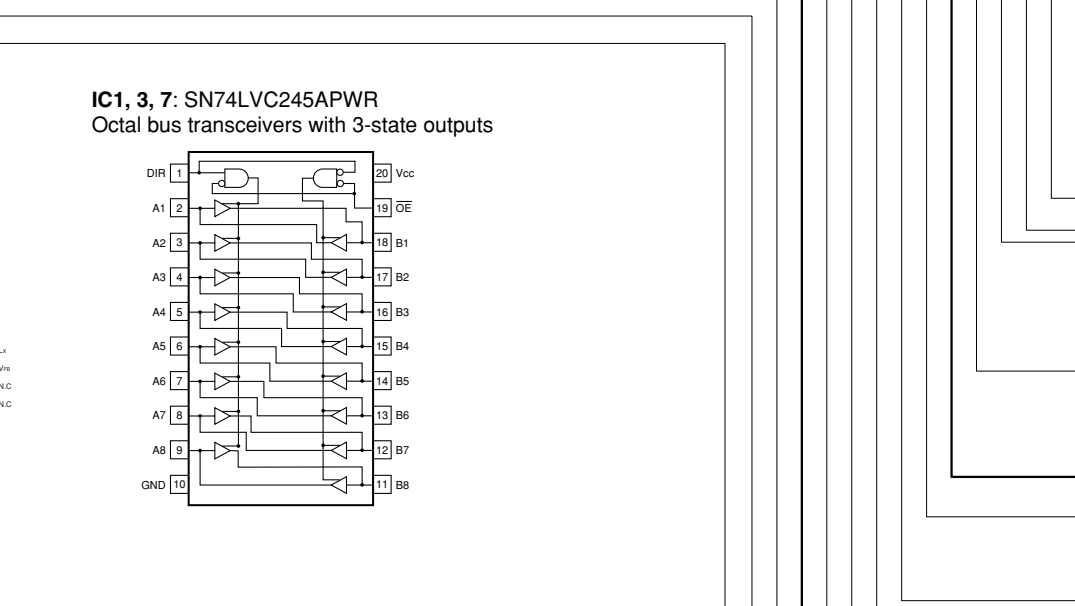 IC1, 3, 7: SN74LVC245APWR
Octal bus transceivers with 3-state outputs
DIR 1 20 Vcc
A1 2 19 OE
A2 3 18 B1
A3 4 17 B2
A4 5 16 B3
A5 6 15 B4
A6 7 14 B5
A7 8 13 B6
A8 9 12 B7
GND 10 11 B8
N.C
N.C